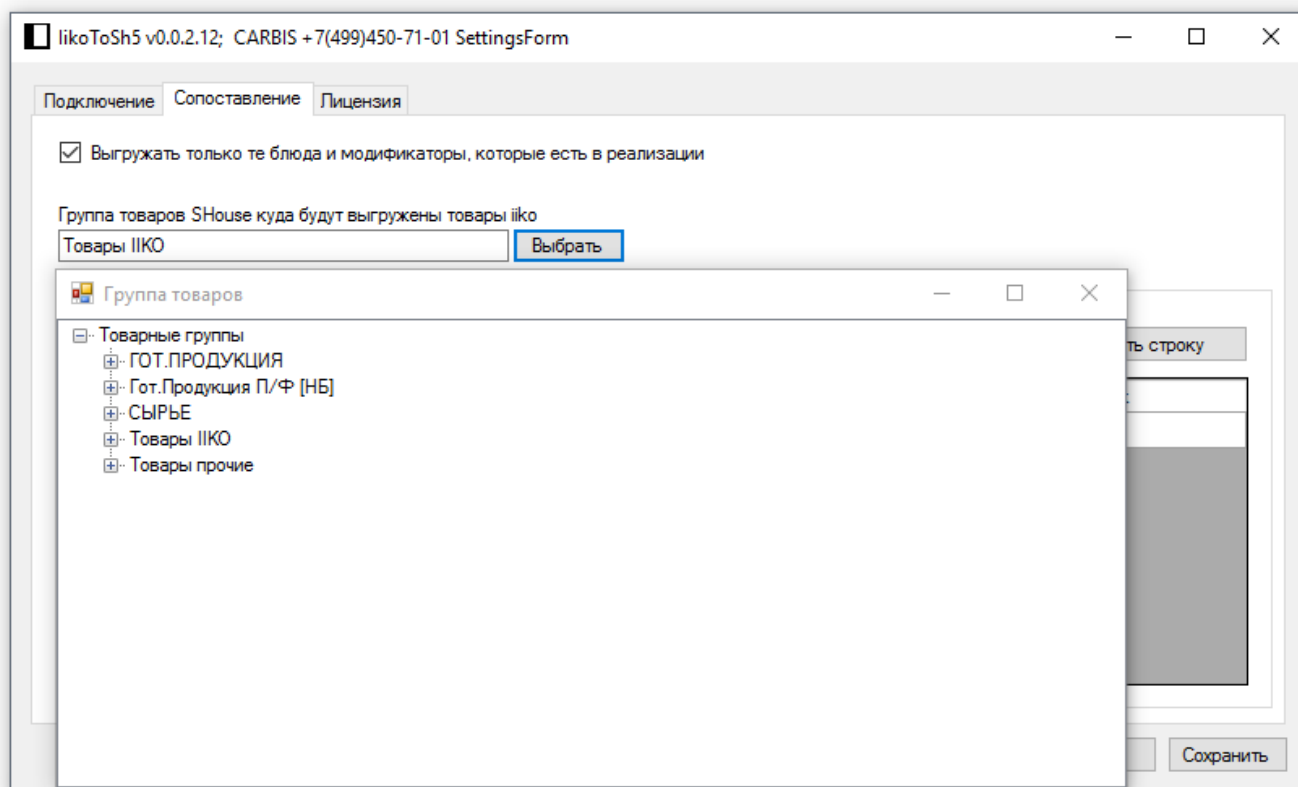 IikoToSh5 v0.0.2.12; CARBIS +7(499)450-71-01 SettingsForm
Подключение Сопоставление Лицензия
Выгружать только те блюда и модификаторы, которые есть в реализации
Группа товаров SHouse куда будут выгружены товары iiko
Товары IIKO Выбрать
Группа товаров
Товарные группы
ть строку
ГОТ.ПРОДУКЦИЯ
Гот.Продукция П/Ф [НБ]
СЫРЬЕ
Товары IIKO
Товары прочие
Сохранить